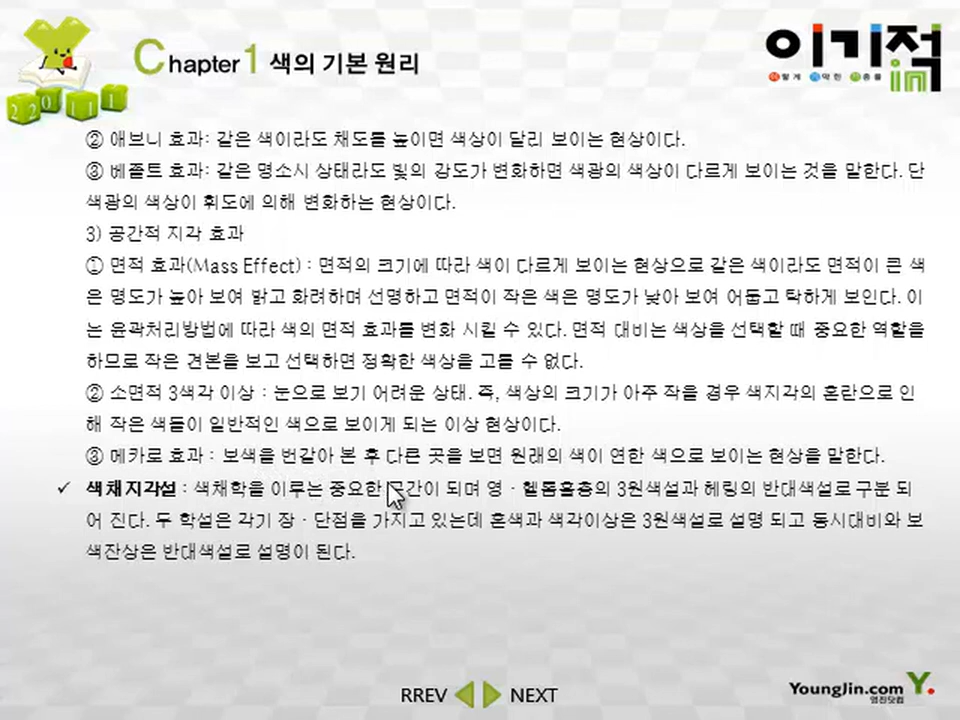 Chapter1 색의 기본 원리
이기적in
2 2 0 1 1 1
② 애브니 효과: 같은 색이라도 채도를 높이면 색상이 달리 보이는 현상이다.
③ 베졸트 효과: 같은 명소시 상태라도 빛의 강도가 변화하면 색광의 색상이 다르게 보이는 것을 말한다. 단
색광의 색상이 휘도에 의해 변화하는 현상이다.
3) 공간적 지각 효과
① 면적 효과(Mass Effect) : 면적의 크기에 따라 색이 다르게 보이는 현상으로 같은 색이라도 면적이 큰 색
은 명도가 높아 보여 밝고 화려하며 선명하고 면적이 작은 색은 명도가 낮아 보여 어둡고 탁하게 보인다. 이
는 윤곽처리방법에 따라 색의 면적 효과를 변화 시킬 수 있다. 면적 대비는 색상을 선택할 때 중요한 역할을
하므로 작은 견본을 보고 선택하면 정확한 색상을 고를 수 없다.
② 소면적 3색각 이상 : 눈으로 보기 어려운 상태. 즉, 색상의 크기가 아주 작을 경우 색지각의 혼란으로 인
해 작은 색들이 일반적인 색으로 보이게 되는 이상 현상이다.
③ 메카로 효과 : 보색을 번갈아 본 후 다른 곳을 보면 원래의 색이 연한 색으로 보이는 현상을 말한다.
✓ 색채지각설 : 색채학을 이루는 중요한 근간이 되며 영 · 헬름홀츠의 3원색설과 헤링의 반대색설로 구분 되
어 진다. 두 학설은 각기 장 · 단점을 가지고 있는데 혼색과 색각이상은 3원색설로 설명 되고 동시대비와 보
색잔상은 반대색설로 설명이 된다.
RREV NEXT
YoungJin.com Y.
영진닷컴